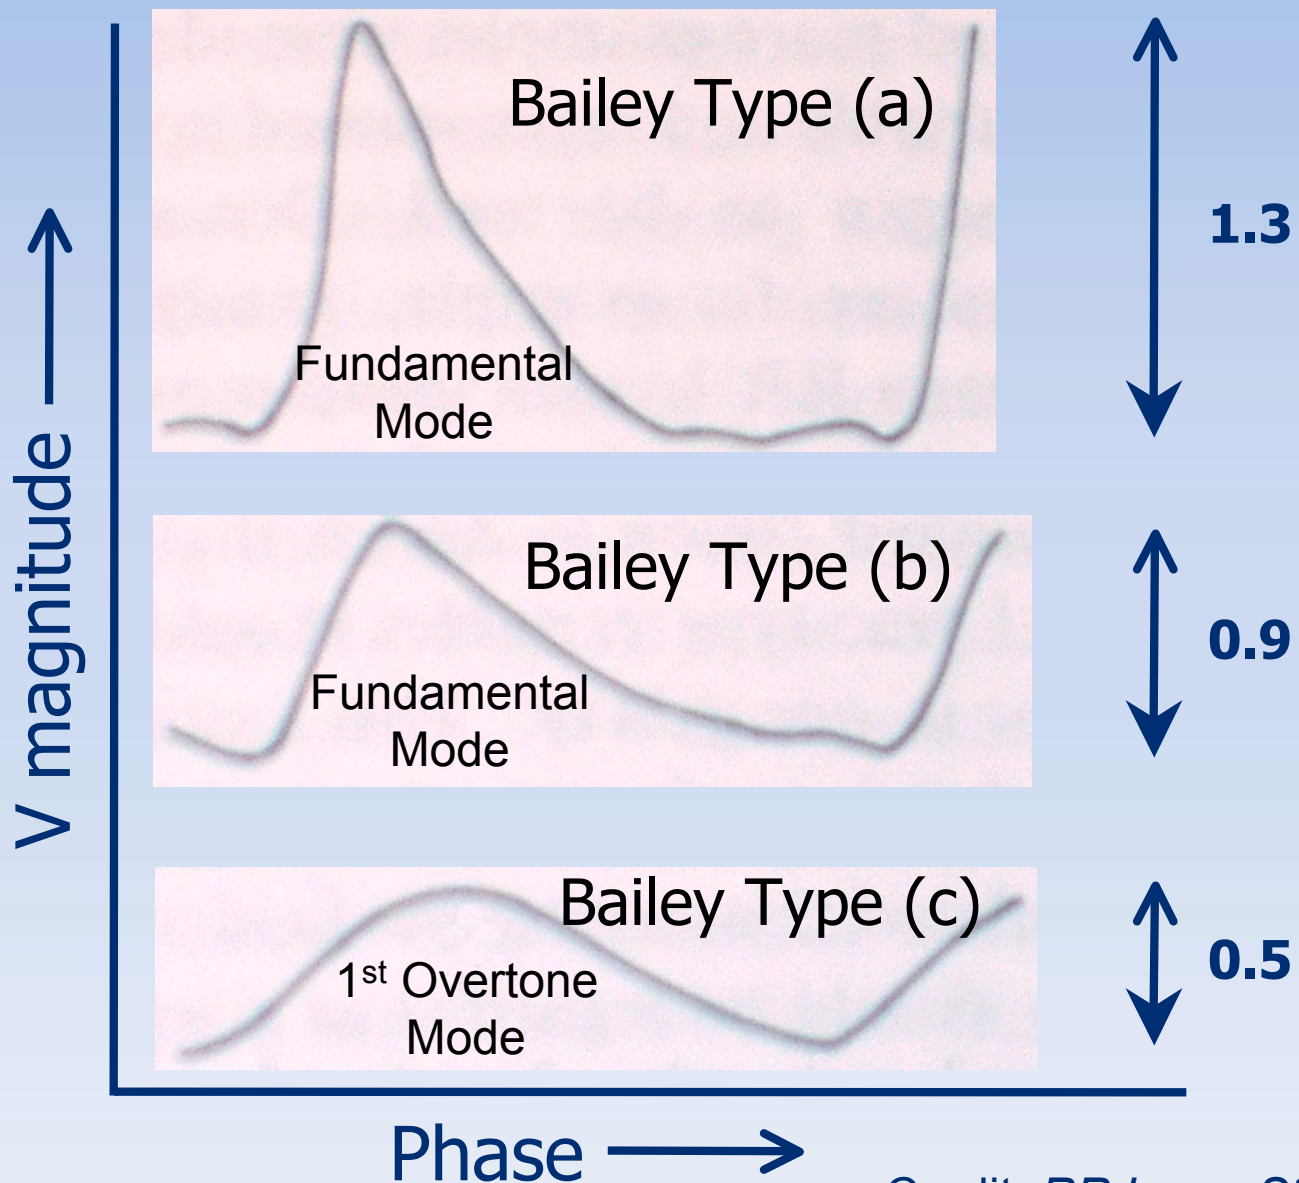 Bailey Type (a)
Fundamental
Mode
1.3
V magnitude
Bailey Type (b)
Fundamental
Mode
0.9
Bailey Type (c)
1st Overtone
Mode
0.5
Phase